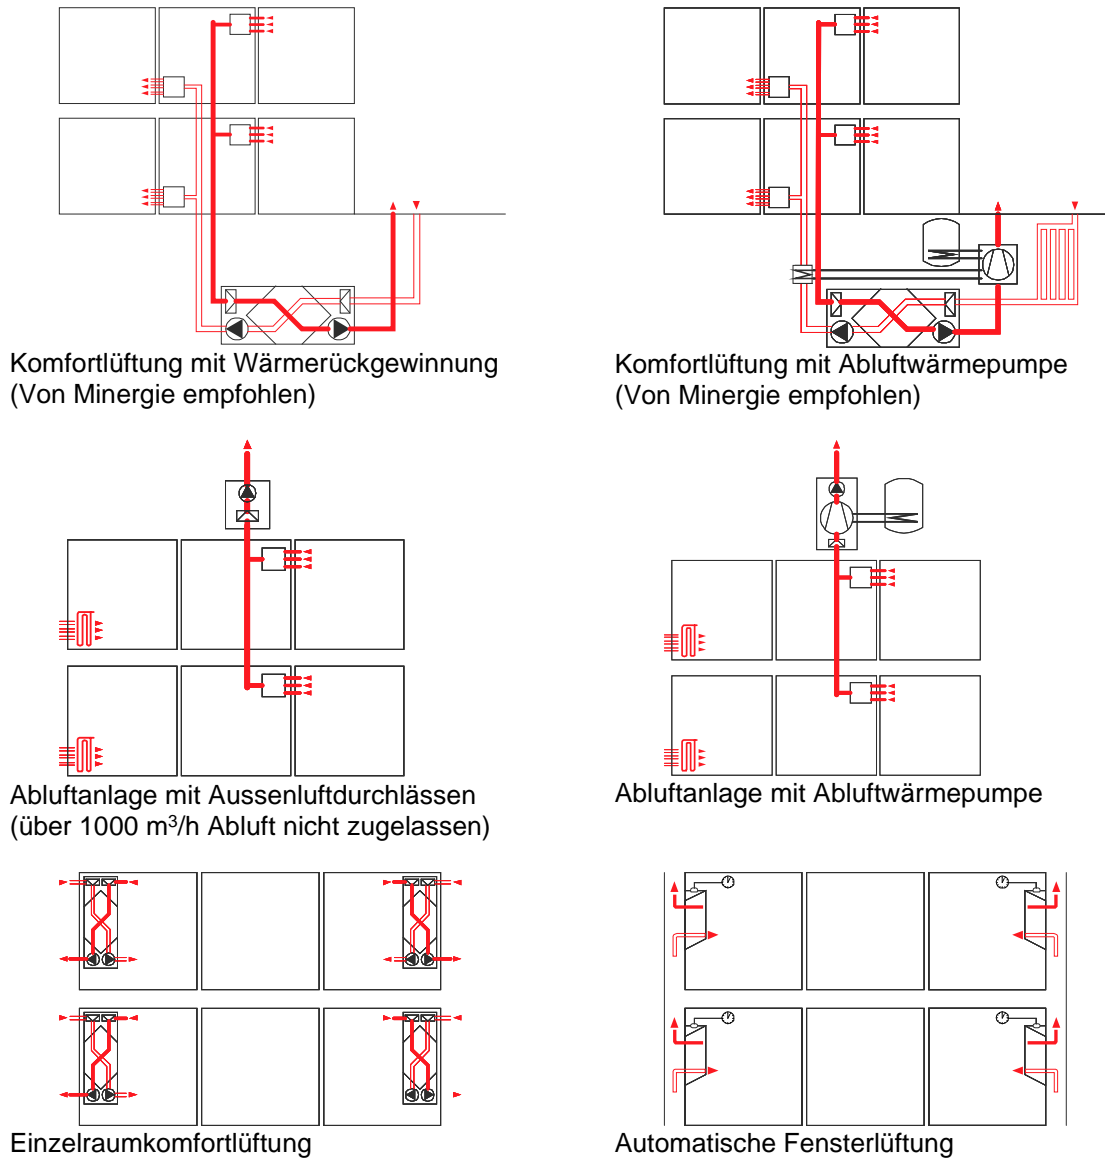 Komfortlüftung mit Wärmerückgewinnung
(Von Minergie empfohlen)
Komfortlüftung mit Abluftwärmepumpe
(Von Minergie empfohlen)
Abluftanlage mit Aussenluftdurchlässen
(über 1000 m³/h Abluft nicht zugelassen)
Abluftanlage mit Abluftwärmepumpe
Einzelraumkomfortlüftung
Automatische Fensterlüftung